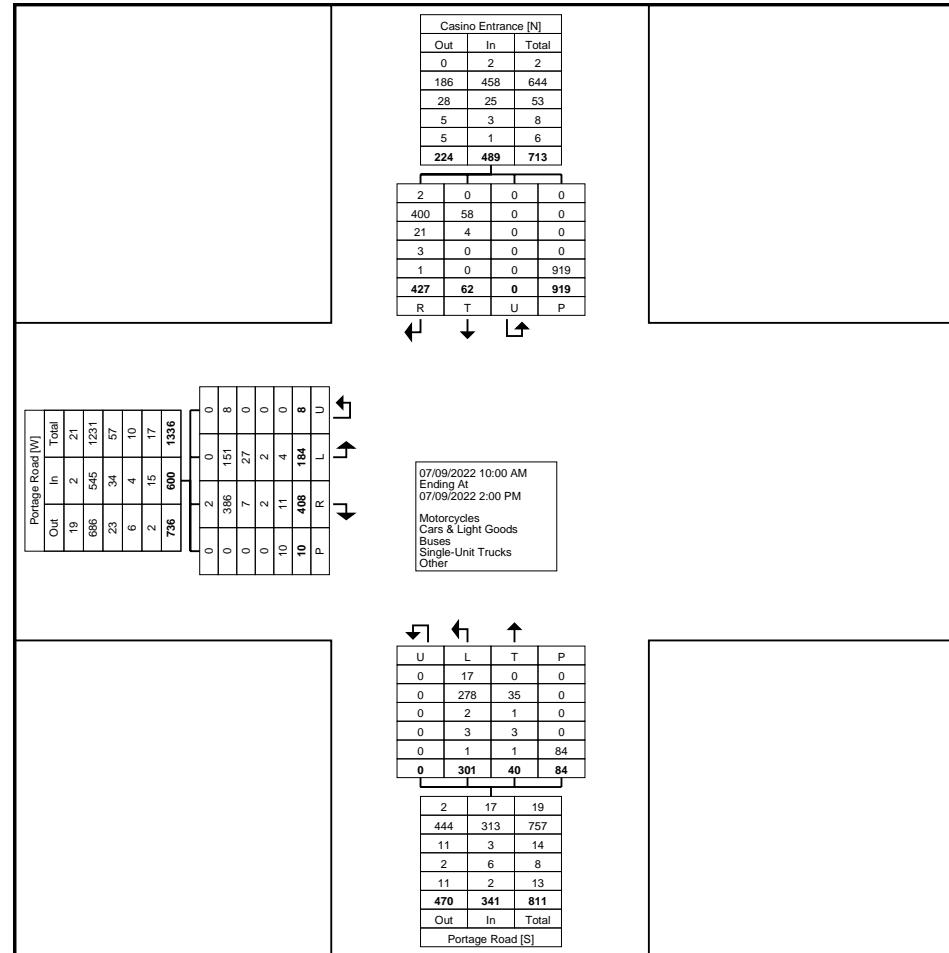 Casino Entrance [N]
Out In Total
0 2 2
186 458 644
28 25 53
5 3 8
5 1 6
224 489 713
2 0 0 0
400 58 0 0
21 4 0 0
3 0 0 0
1 0 0 919
427 62 0 919
R T U P
Portage Road [W]
Total 21 1231 57 10 17 1336
In 2 545 34 4 15 600
Out 19 686 23 6 2 736
0 8 0 0 0 8 U
0 151 27 2 4 184 L
2 386 7 2 11 408 R
0 0 0 0 10 10 P
07/09/2022 10:00 AM
Ending At
07/09/2022 2:00 PM
Motorcycles
Cars & Light Goods
Buses
Single-Unit Trucks
Other
U L T P
0 17 0 0
0 278 35 0
0 2 1 0
0 3 3 0
0 1 1 84
0 301 40 84
2 17 19
444 313 757
11 3 14
2 6 8
11 2 13
470 341 811
Out In Total
Portage Road [S]